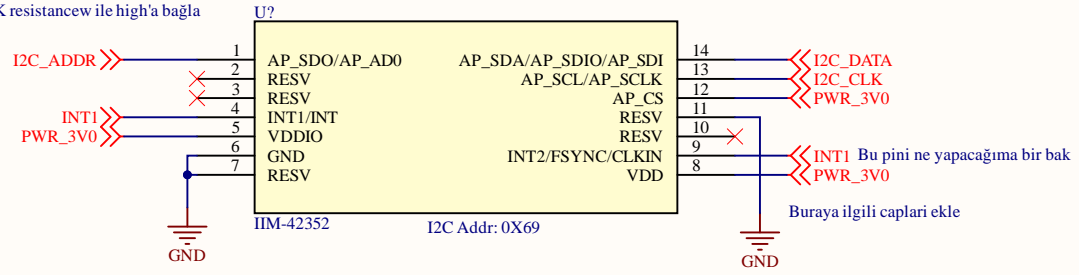 K resistancew ile high'a bağla
U?
I2C_ADDR 1 AP_SDO/AP_AD0 AP_SDA/AP_SDIO/AP_SDI 14 I2C_DATA
2 RESV AP_SCL/AP_SCLK 13 I2C_CLK
3 RESV AP_CS 12 PWR_3V0
INT1 4 INT1/INT RESV 11
PWR_3V0 5 VDDIO RESV 10
6 GND INT2/FSYNC/CLKIN 9 INT1 Bu pini ne yapacağıma bir bak
7 RESV VDD 8 PWR_3V0
Buraya ilgili caplari ekle
IIM-42352 I2C Addr: 0X69
GND
GND